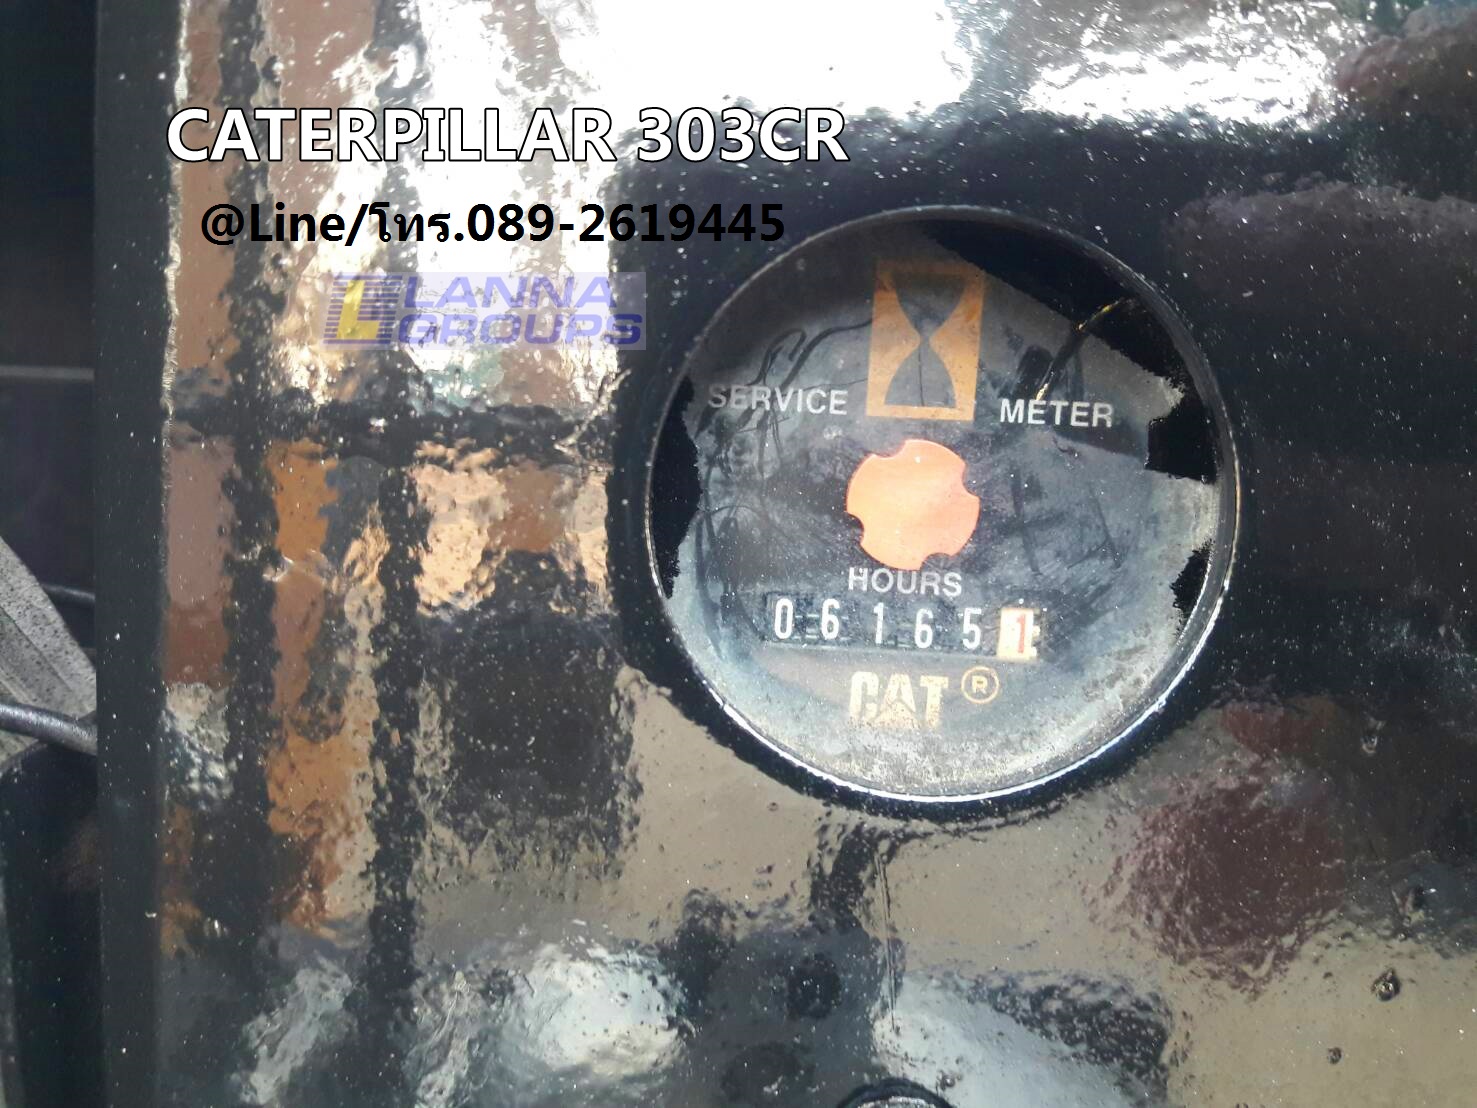 CATERPILLAR 303CR
@Line/โทร.089-2619445
LANNA
GROUPS
SERVICE METER
HOURS
061651
CAT ®